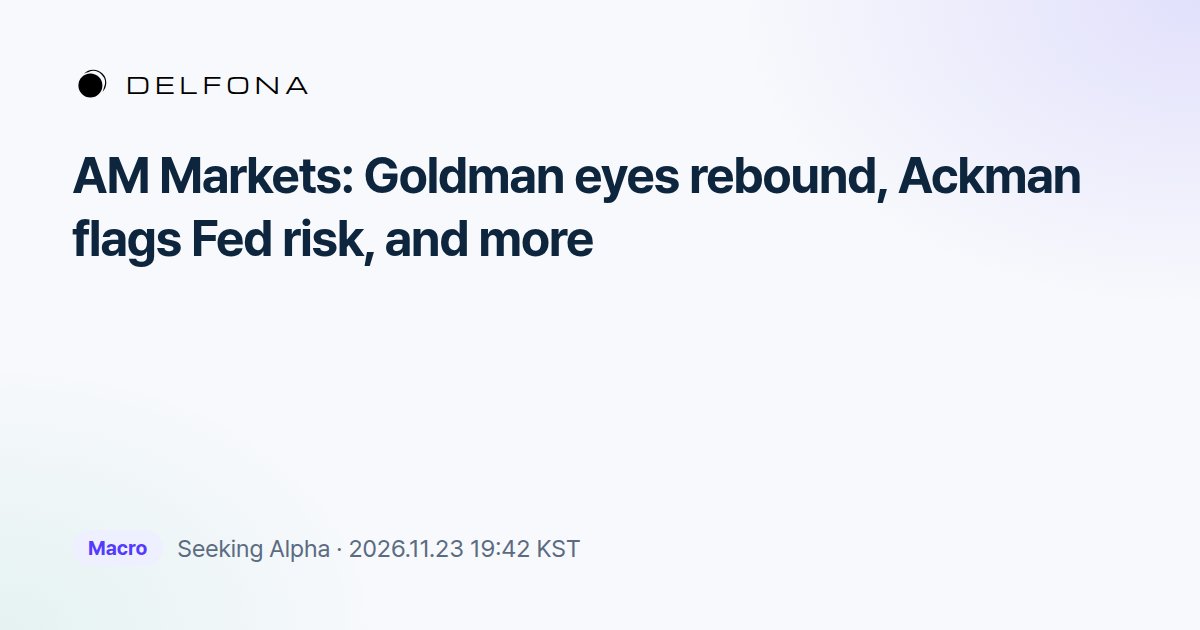 DELFONA
AM Markets: Goldman eyes rebound, Ackman
flags Fed risk, and more
Macro Seeking Alpha · 2026.11.23 19:42 KST